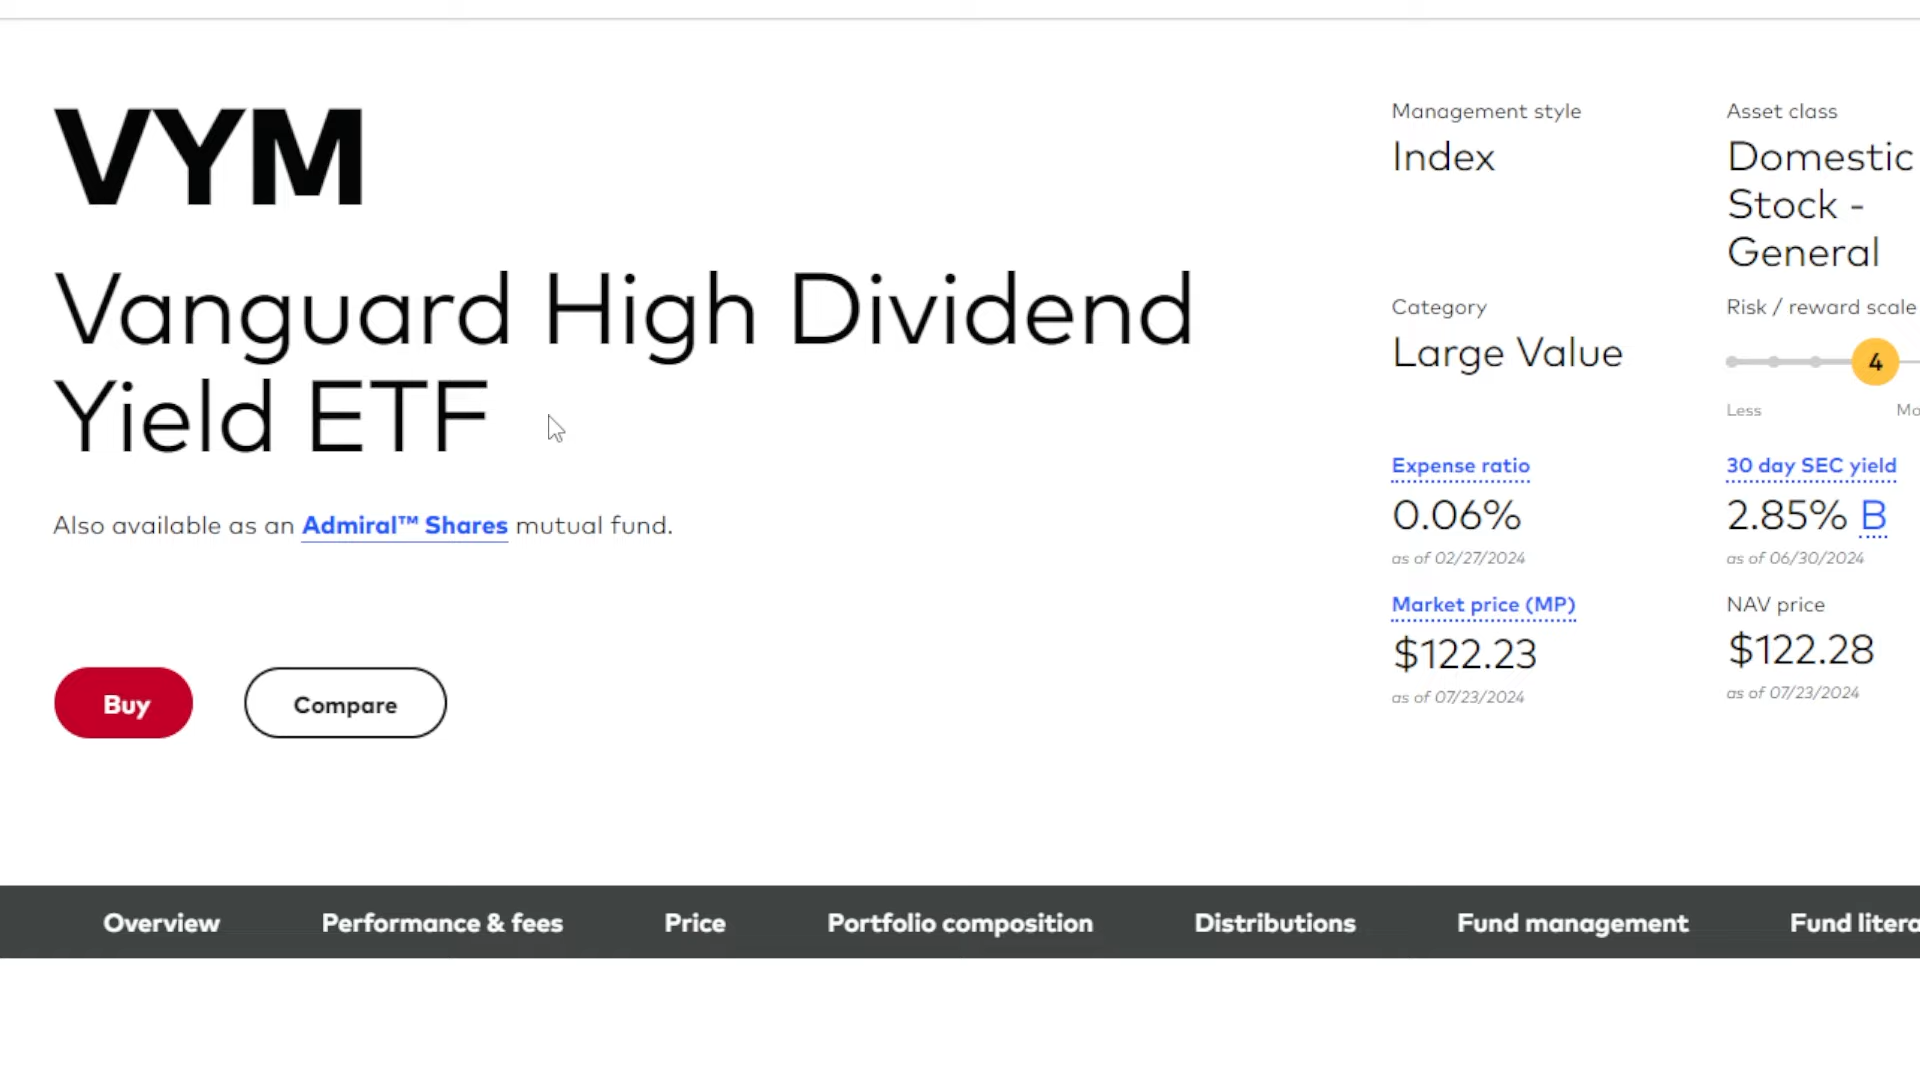 VYM
Vanguard High Dividend
Yield ETF
Also available as an Admiral™ Shares mutual fund.
Buy
Compare
Management style
Index
Asset class
Domestic
Stock -
General
Category
Large Value
Risk / reward scale
4
Less
Expense ratio
0.06%
as of 02/27/2024
30 day SEC yield
2.85% B
as of 06/30/2024
Market price (MP)
$122.23
as of 07/23/2024
NAV price
$122.28
as of 07/23/2024
Overview
Performance & fees
Price
Portfolio composition
Distributions
Fund management
Fund